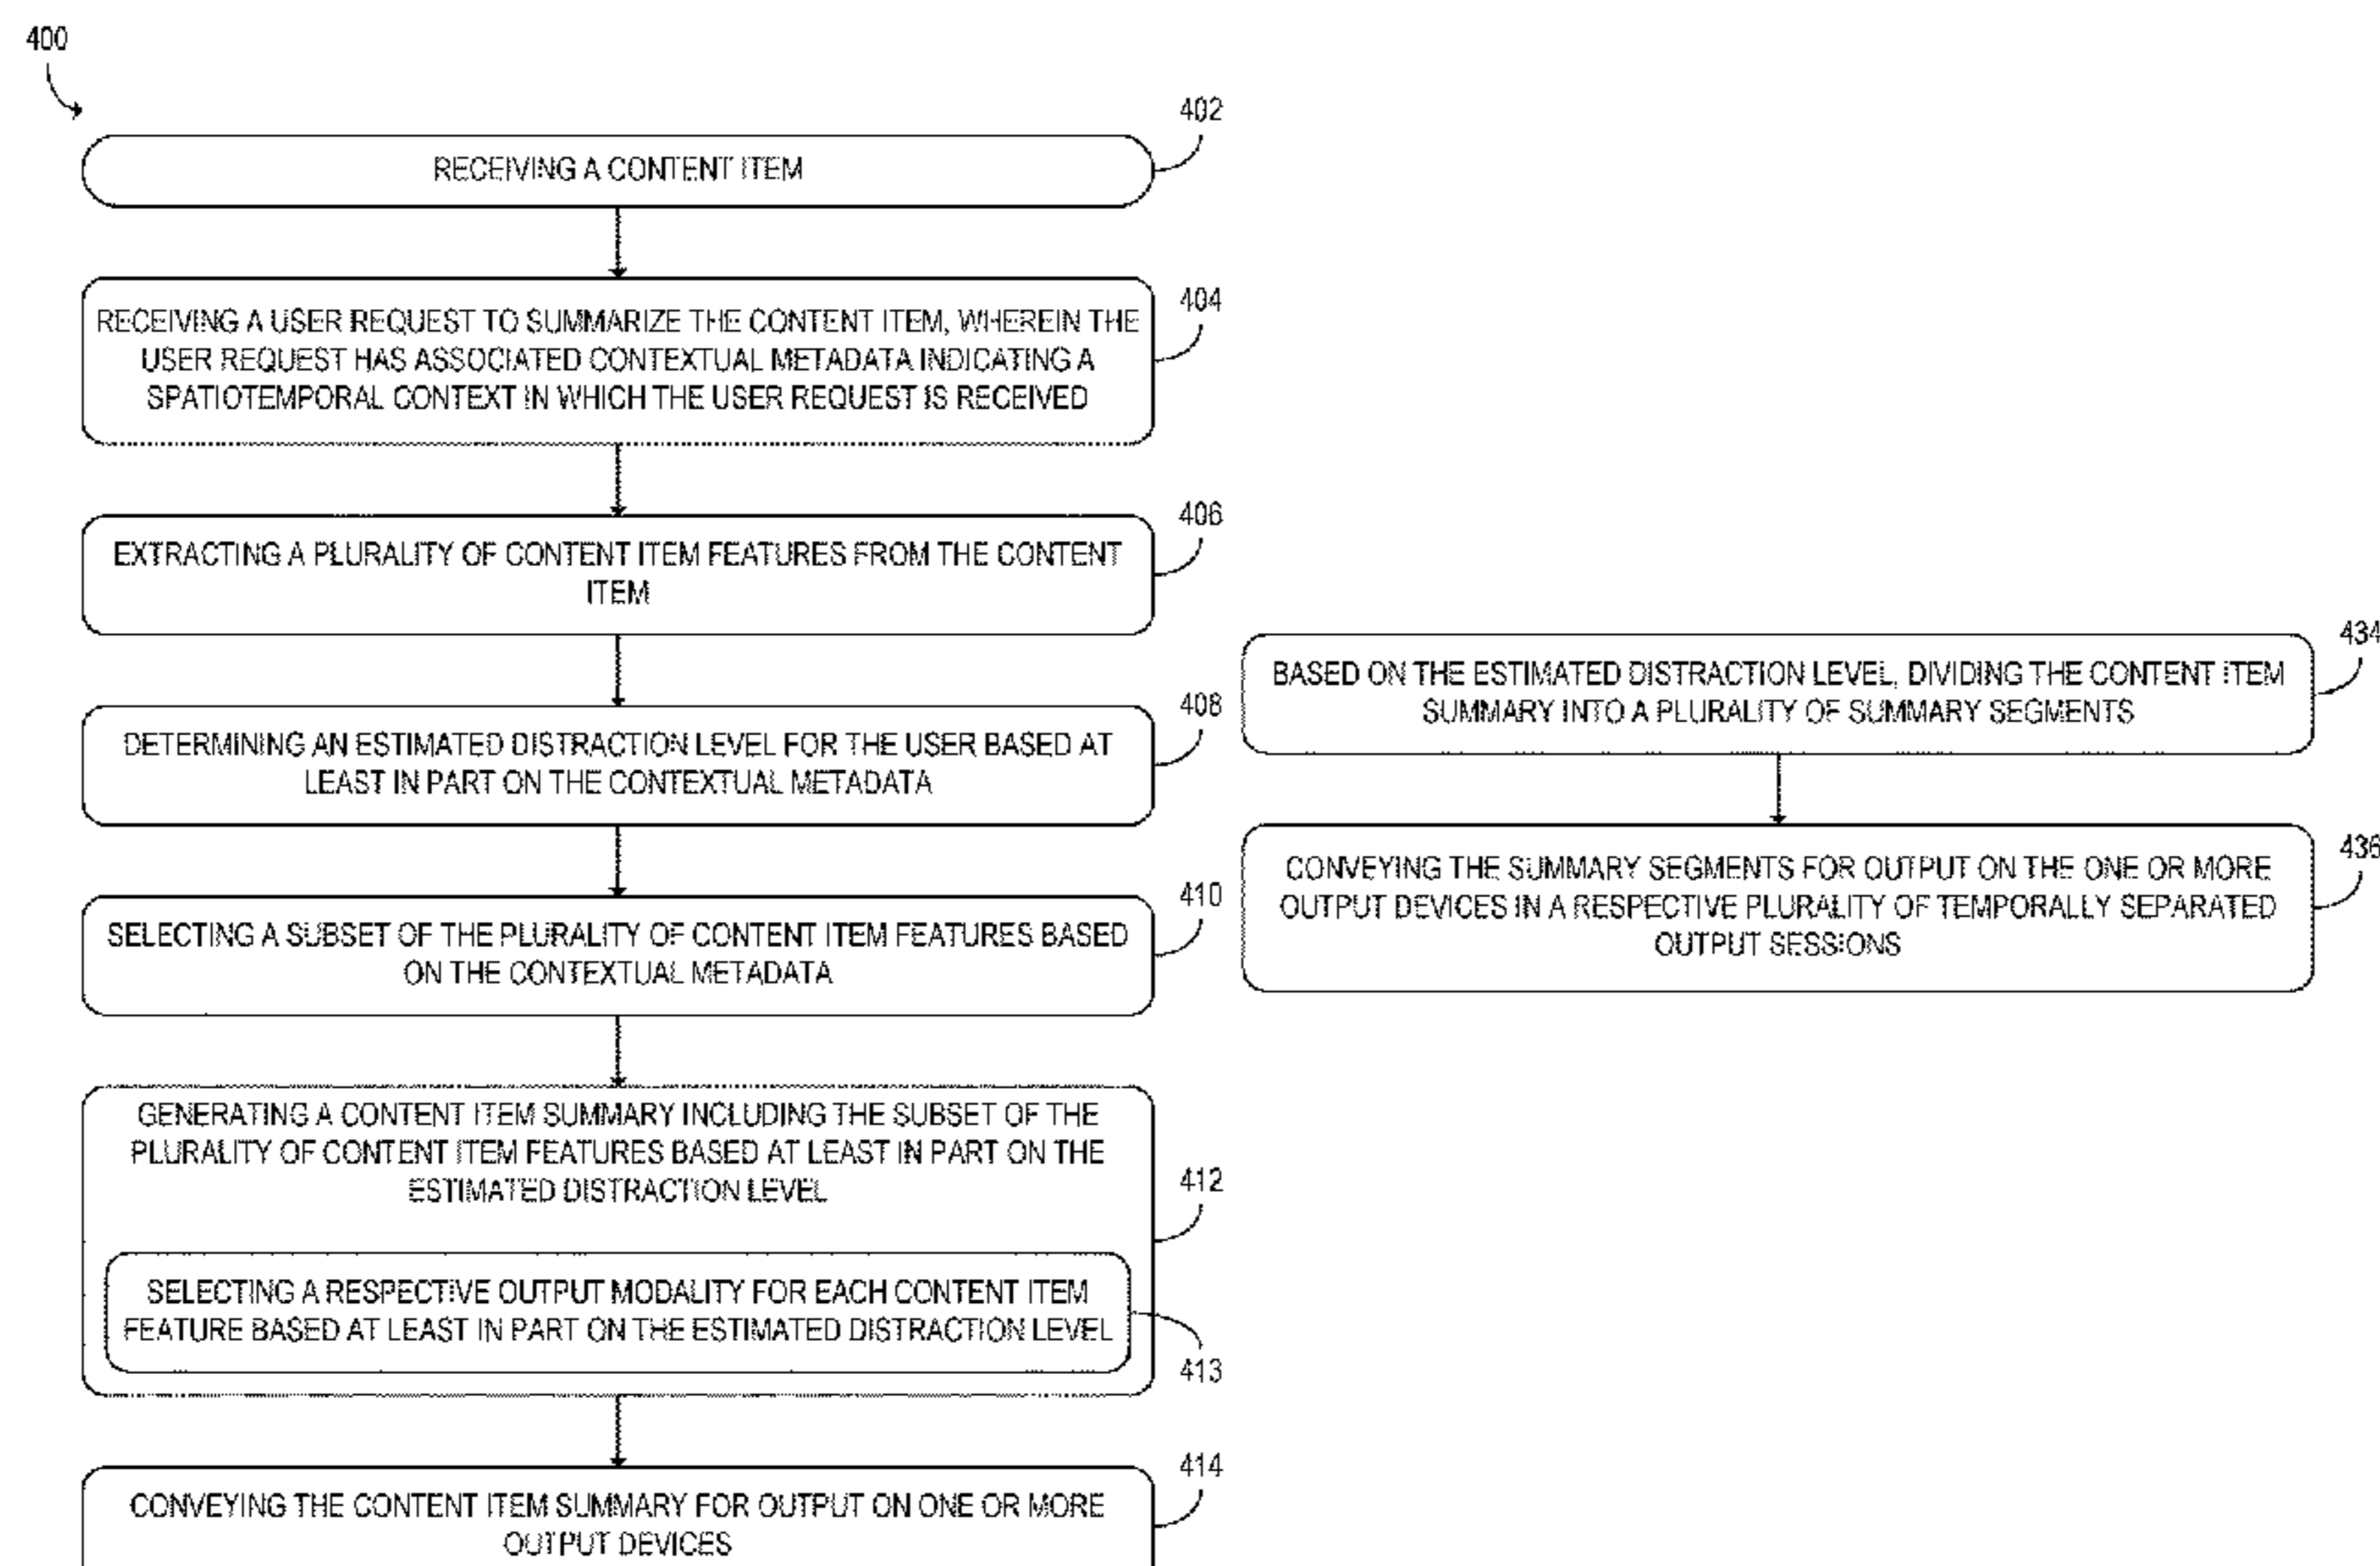 400
402
RECEIVING A CONTENT ITEM
404
RECEIVING A USER REQUEST TO SUMMARIZE THE CONTENT ITEM, WHEREIN THE
USER REQUEST HAS ASSOCIATED CONTEXTUAL METADATA INDICATING A
SPATIOTEMPORAL CONTEXT IN WHICH THE USER REQUEST IS RECEIVED
406
EXTRACTING A PLURALITY OF CONTENT ITEM FEATURES FROM THE CONTENT
ITEM
408
DETERMINING AN ESTIMATED DISTRACTION LEVEL FOR THE USER BASED AT
LEAST IN PART ON THE CONTEXTUAL METADATA
410
SELECTING A SUBSET OF THE PLURALITY OF CONTENT ITEM FEATURES BASED
ON THE CONTEXTUAL METADATA
GENERATING A CONTENT ITEM SUMMARY INCLUDING THE SUBSET OF THE
PLURALITY OF CONTENT ITEM FEATURES BASED AT LEAST IN PART ON THE
ESTIMATED DISTRACTION LEVEL
412
SELECTING A RESPECTIVE OUTPUT MODALITY FOR EACH CONTENT ITEM
FEATURE BASED AT LEAST IN PART ON THE ESTIMATED DISTRACTION LEVEL
413
414
CONVEYING THE CONTENT ITEM SUMMARY FOR OUTPUT ON ONE OR MORE
OUTPUT DEVICES
434
BASED ON THE ESTIMATED DISTRACTION LEVEL, DIVIDING THE CONTENT ITEM
SUMMARY INTO A PLURALITY OF SUMMARY SEGMENTS
436
CONVEYING THE SUMMARY SEGMENTS FOR OUTPUT ON THE ONE OR MORE
OUTPUT DEVICES IN A RESPECTIVE PLURALITY OF TEMPORALLY SEPARATED
OUTPUT SESSIONS